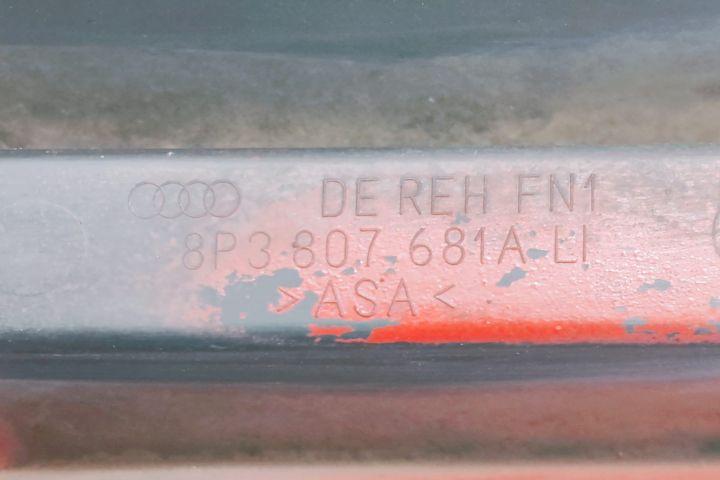 DE REH FN1
8P3 807 681A LI
>ASA<